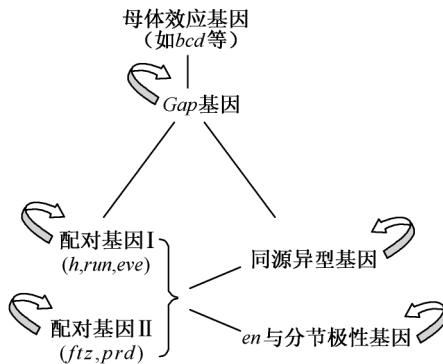 母体效应基因
（如bcd等）
Gap基因
配对基因Ⅰ
(h,run,eve)
同源异型基因
配对基因Ⅱ
(ftz,prd)
en与分节极性基因